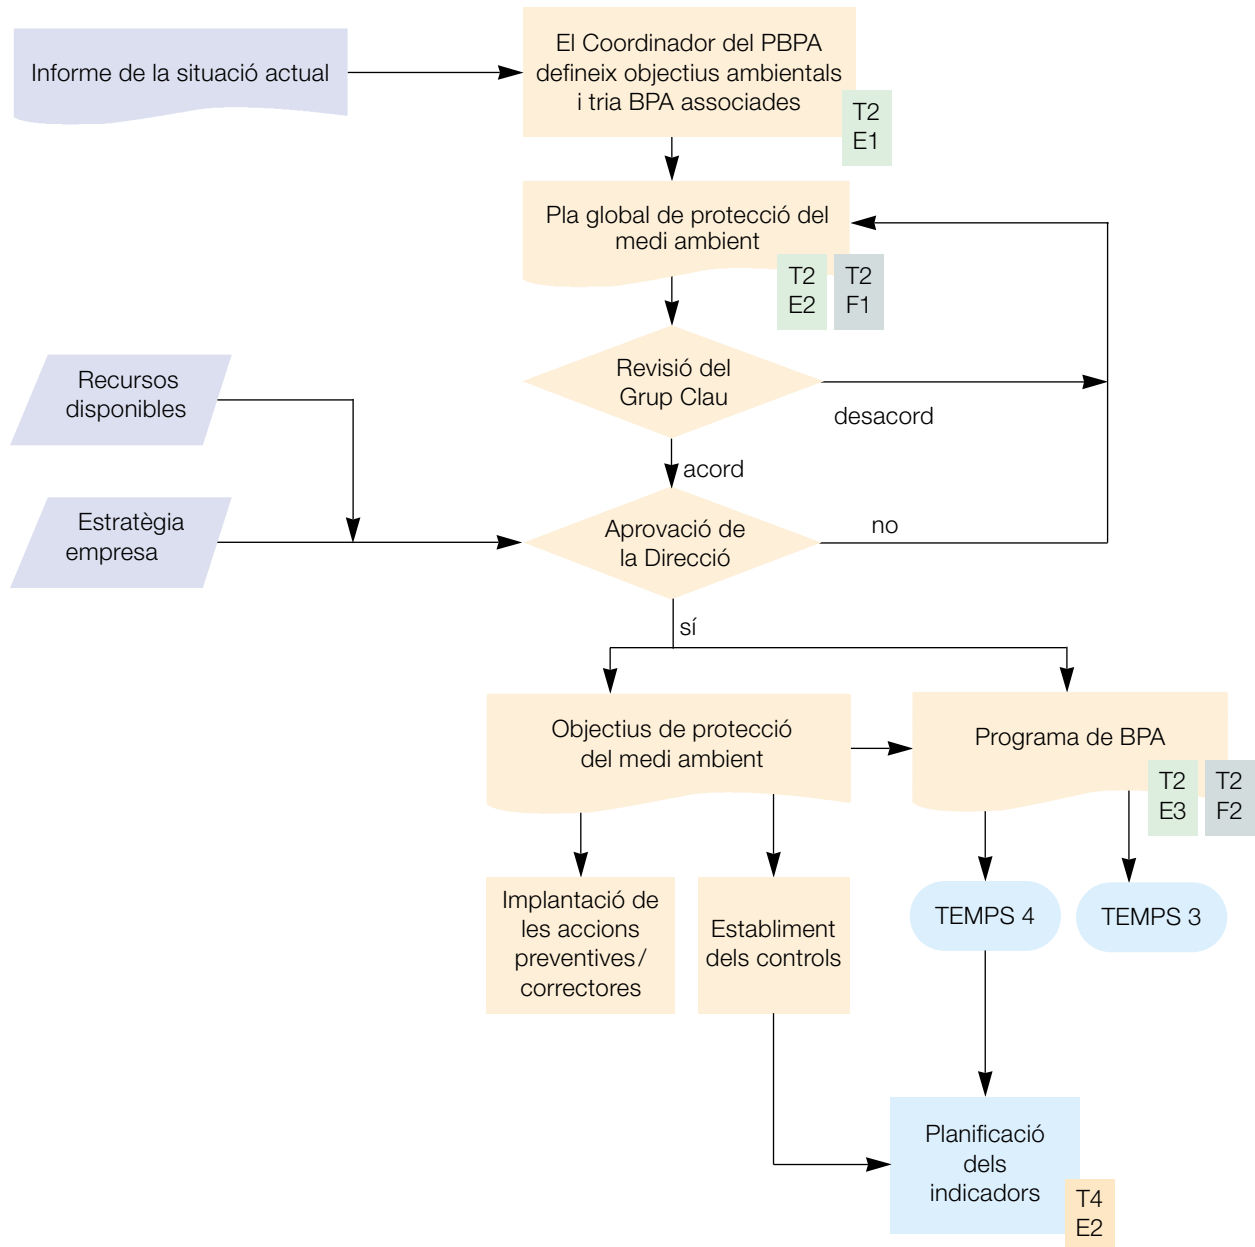 Informe de la situació actual
El Coordinador del PBPA
defineix objectius ambientals
i tria BPA associades
T2
E1
Pla global de protecció del
medi ambient
T2
E2
T2
F1
Revisió del
Grup Clau
desacord
Recursos
disponibles
acord
Estratègia
empresa
Aprovació de
la Direcció
no
sí
Objectius de protecció
del medi ambient
Programa de BPA
T2
E3
T2
F2
Implantació de
les accions
preventives/
correctores
Establiment
dels controls
TEMPS 4
TEMPS 3
Planificació
dels
indicadors
T4
E2